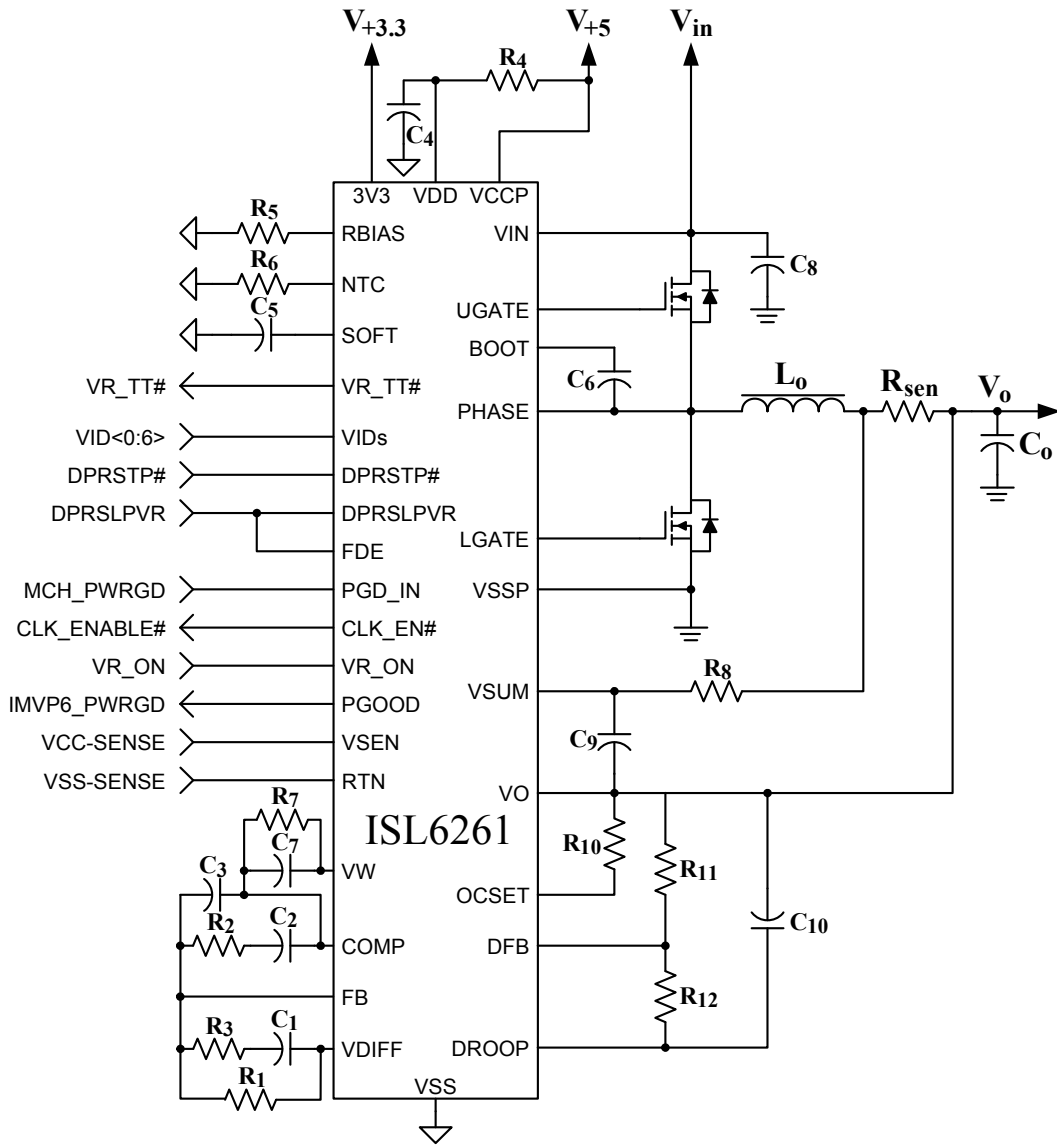 V+3.3
V+5
Vin
R4
C4
3V3
VDD
VCCP
R5
RBIAS
VIN
C8
R6
NTC
UGATE
C5
SOFT
BOOT
C6
Lo
Rsen
Vo
VR_TT#
VR_TT#
PHASE
Co
VID<0:6>
VIDs
DPRSTP#
DPRSTP#
DPRSLPVR
DPRSLPVR
LGATE
FDE
MCH_PWRGD
PGD_IN
VSSP
CLK_ENABLE#
CLK_EN#
VR_ON
VR_ON
R8
VSUM
IMVP6_PWRGD
PGOOD
VCC-SENSE
VSEN
C9
VSS-SENSE
RTN
VO
R7
ISL6261
R10
C7
VW
R11
C3
OCSET
R2
C2
COMP
DFB
C10
FB
R12
R3
C1
VDIFF
DROOP
R1
VSS